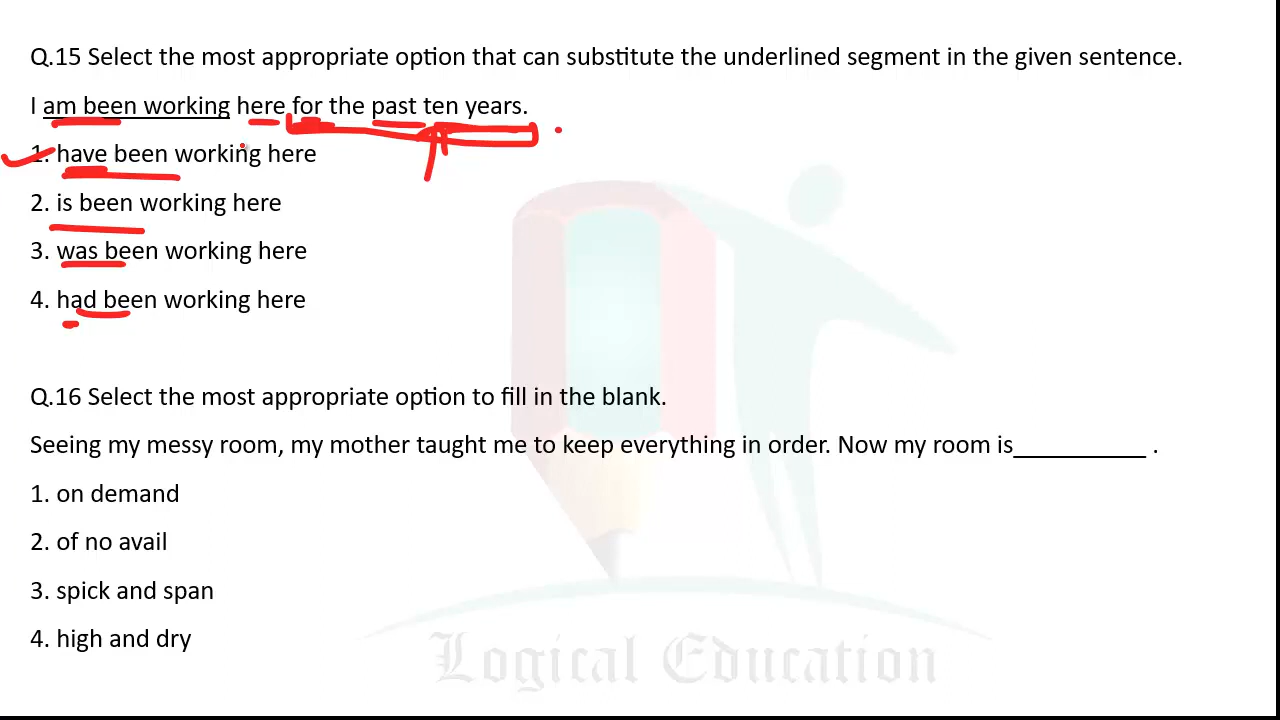 Q.15 Select the most appropriate option that can substitute the underlined segment in the given sentence.
I am been working here for the past ten years.
1. have been working here
2. is been working here
3. was been working here
4. had been working here
Q.16 Select the most appropriate option to fill in the blank.
Seeing my messy room, my mother taught me to keep everything in order. Now my room is__________ .
1. on demand
2. of no avail
3. spick and span
4. high and dry
Logical Education